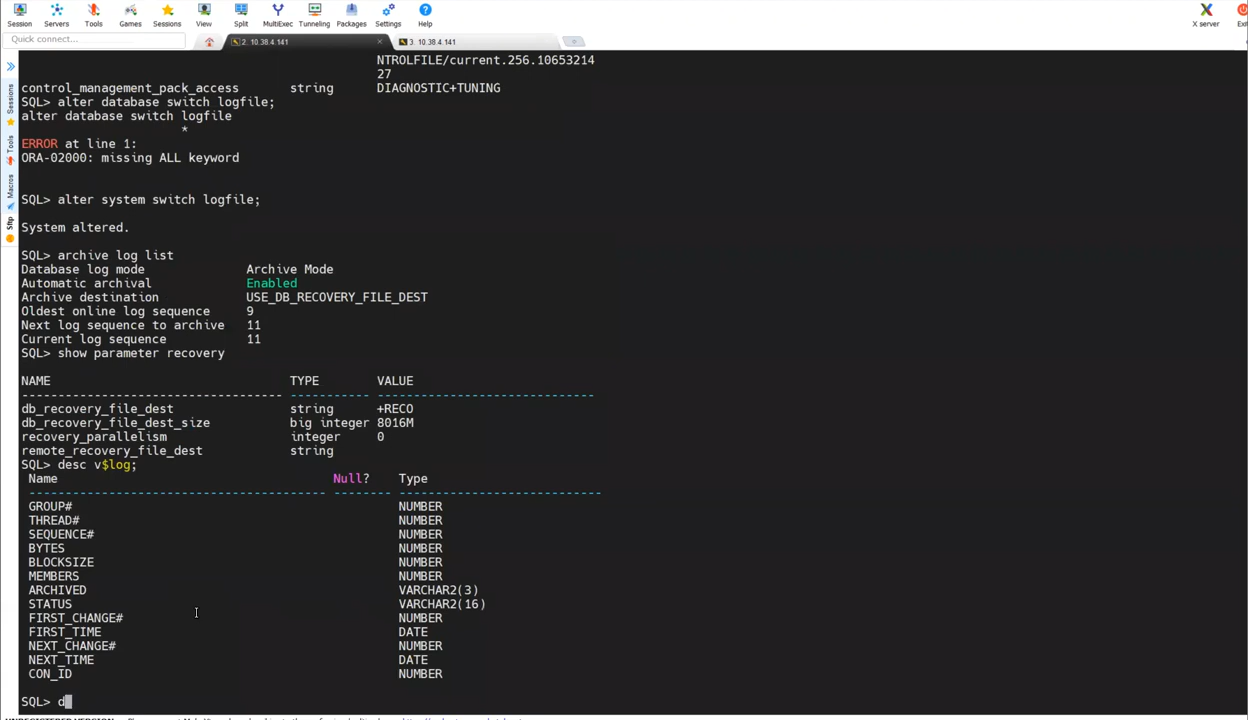 Session Servers Tools Games Sessions View Split MultiExec Tunneling Packages Settings Help X server
Quick connect...
2. 10.38.4.141
3. 10.38.4.141
Sessions
Tools
Macros
Sftp
NTROLFILE/current.256.10653214
27
control_management_pack_access string DIAGNOSTIC+TUNING
SQL> alter database switch logfile;
alter database switch logfile
*
ERROR at line 1:
ORA-02000: missing ALL keyword
SQL> alter system switch logfile;
System altered.
SQL> archive log list
Database log mode Archive Mode
Automatic archival Enabled
Archive destination USE_DB_RECOVERY_FILE_DEST
Oldest online log sequence 9
Next log sequence to archive 11
Current log sequence 11
SQL> show parameter recovery
NAME TYPE VALUE
------------------------------------ ----------- ------------------------------
db_recovery_file_dest string +RECO
db_recovery_file_dest_size big integer 8016M
recovery_parallelism integer 0
remote_recovery_file_dest string
SQL> desc v$log;
Name Null? Type
----------------------------------------- -------- ----------------------------
GROUP# NUMBER
THREAD# NUMBER
SEQUENCE# NUMBER
BYTES NUMBER
BLOCKSIZE NUMBER
MEMBERS NUMBER
ARCHIVED VARCHAR2(3)
STATUS VARCHAR2(16)
FIRST_CHANGE# NUMBER
FIRST_TIME DATE
NEXT_CHANGE# NUMBER
NEXT_TIME DATE
CON_ID NUMBER
SQL> d